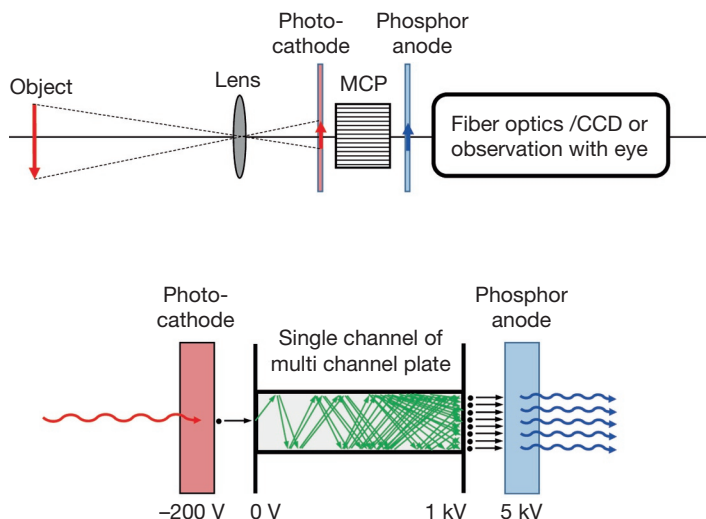 Photo-
cathode
Phosphor
anode
Object
Lens
MCP
Fiber optics /CCD or
observation with eye
Photo-
cathode
Single channel of
multi channel plate
Phosphor
anode
–200 V
0 V
1 kV
5 kV